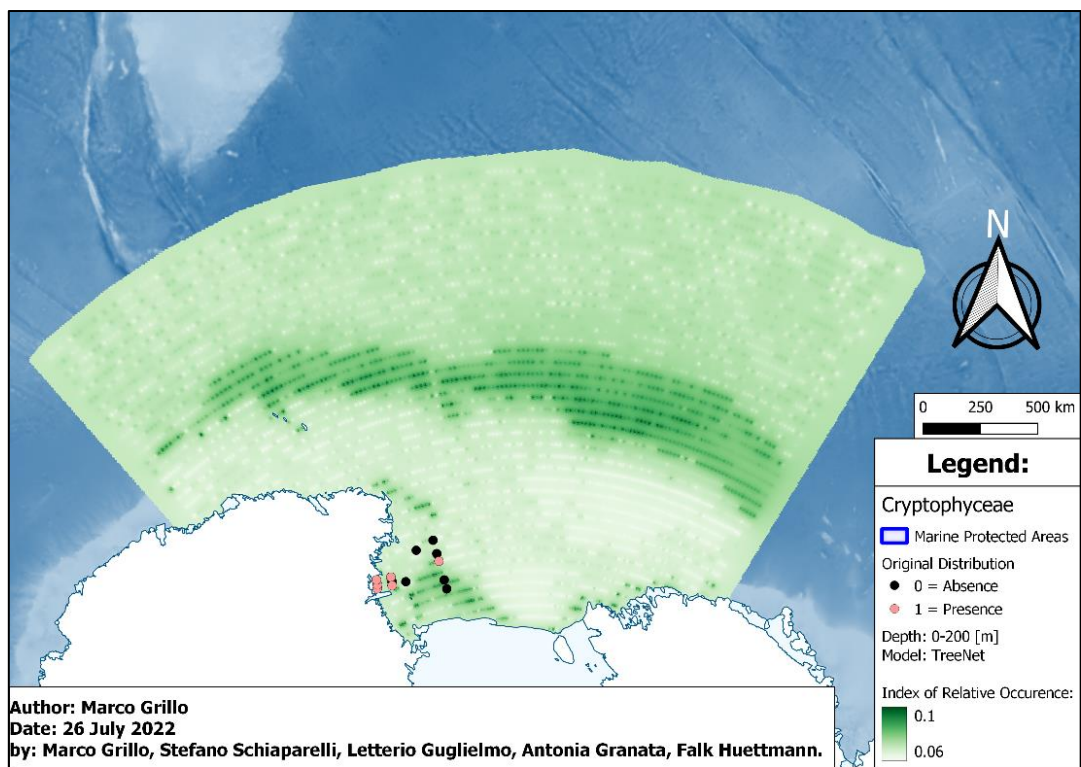 N
0 250 500 km
Legend:
Cryptophyceae
Marine Protected Areas
Original Distribution
0 = Absence
1 = Presence
Depth: 0-200 [m]
Model: TreeNet
Index of Relative Occurence:
0.1
0.06
Author: Marco Grillo
Date: 26 July 2022
by: Marco Grillo, Stefano Schiaparelli, Letterio Guglielmo, Antonia Granata, Falk Huettmann.